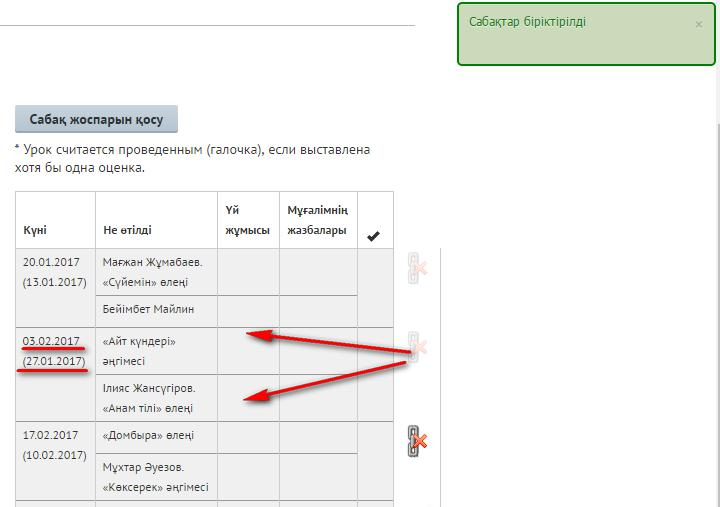 Сабақтар біріктірілді ×
Сабақ жоспарын қосу
* Урок считается проведенным (галочка), если выставлена
хотя бы одна оценка.
Күні Не өтілді Үй жұмысы Мұғалімнің жазбалары ✔
20.01.2017 Мағжан Жұмабаев.
(13.01.2017) «Сүйемін» өлеңі
Бейімбет Майлин
03.02.2017 «Айт күндері»
(27.01.2017) әңгімесі
Ілияс Жансүгіров.
«Анам тілі» өлеңі
17.02.2017 «Домбыра» өлеңі
(10.02.2017)
Мұхтар Әуезов.
«Көксерек» әңгімесі